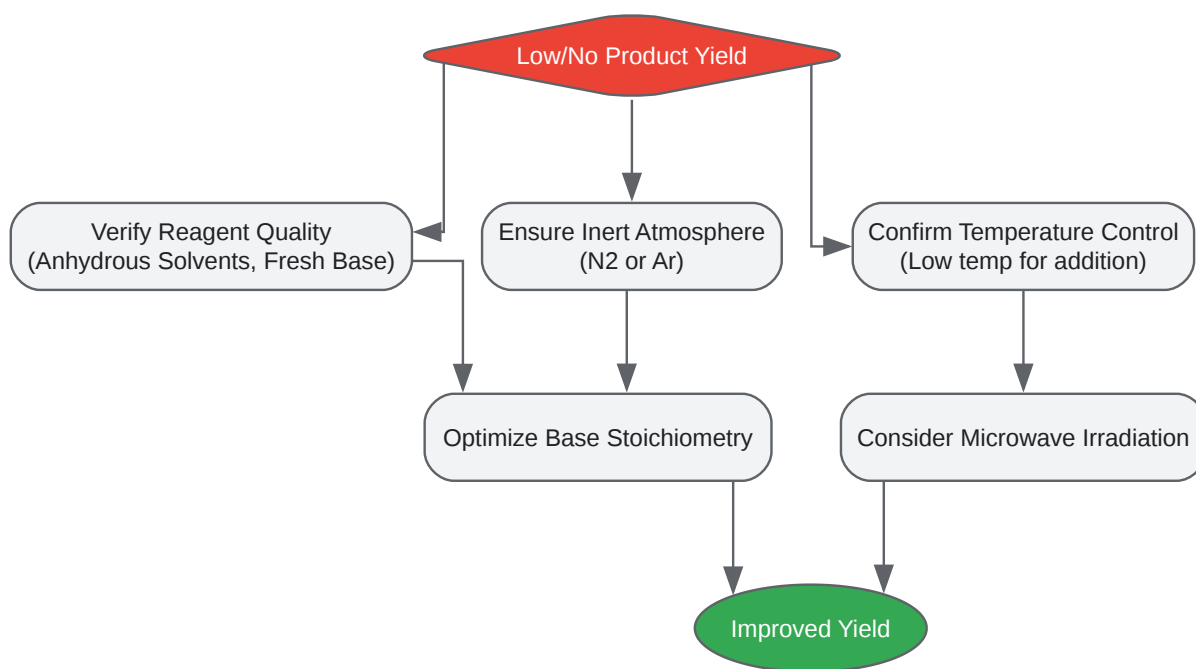 Low/No Product Yield
Verify Reagent Quality
(Anhydrous Solvents, Fresh Base)
Ensure Inert Atmosphere
(N2 or Ar)
Confirm Temperature Control
(Low temp for addition)
Optimize Base Stoichiometry
Consider Microwave Irradiation
Improved Yield